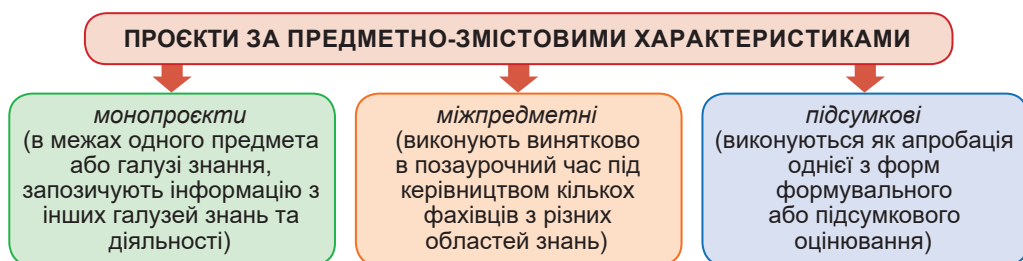 ПРОЄКТИ ЗА ПРЕДМЕТНО-ЗМІСТОВИМИ ХАРАКТЕРИСТИКАМИ
монопроєкти
(в межах одного предмета
або галузі знання,
запозичують інформацію з
інших галузей знань та
діяльності)
міжпредметні
(виконують винятково
в позаурочний час під
керівництвом кількох
фахівців з різних
областей знань)
підсумкові
(виконуються як апробація
однієї з форм
формувального
або підсумкового
оцінювання)